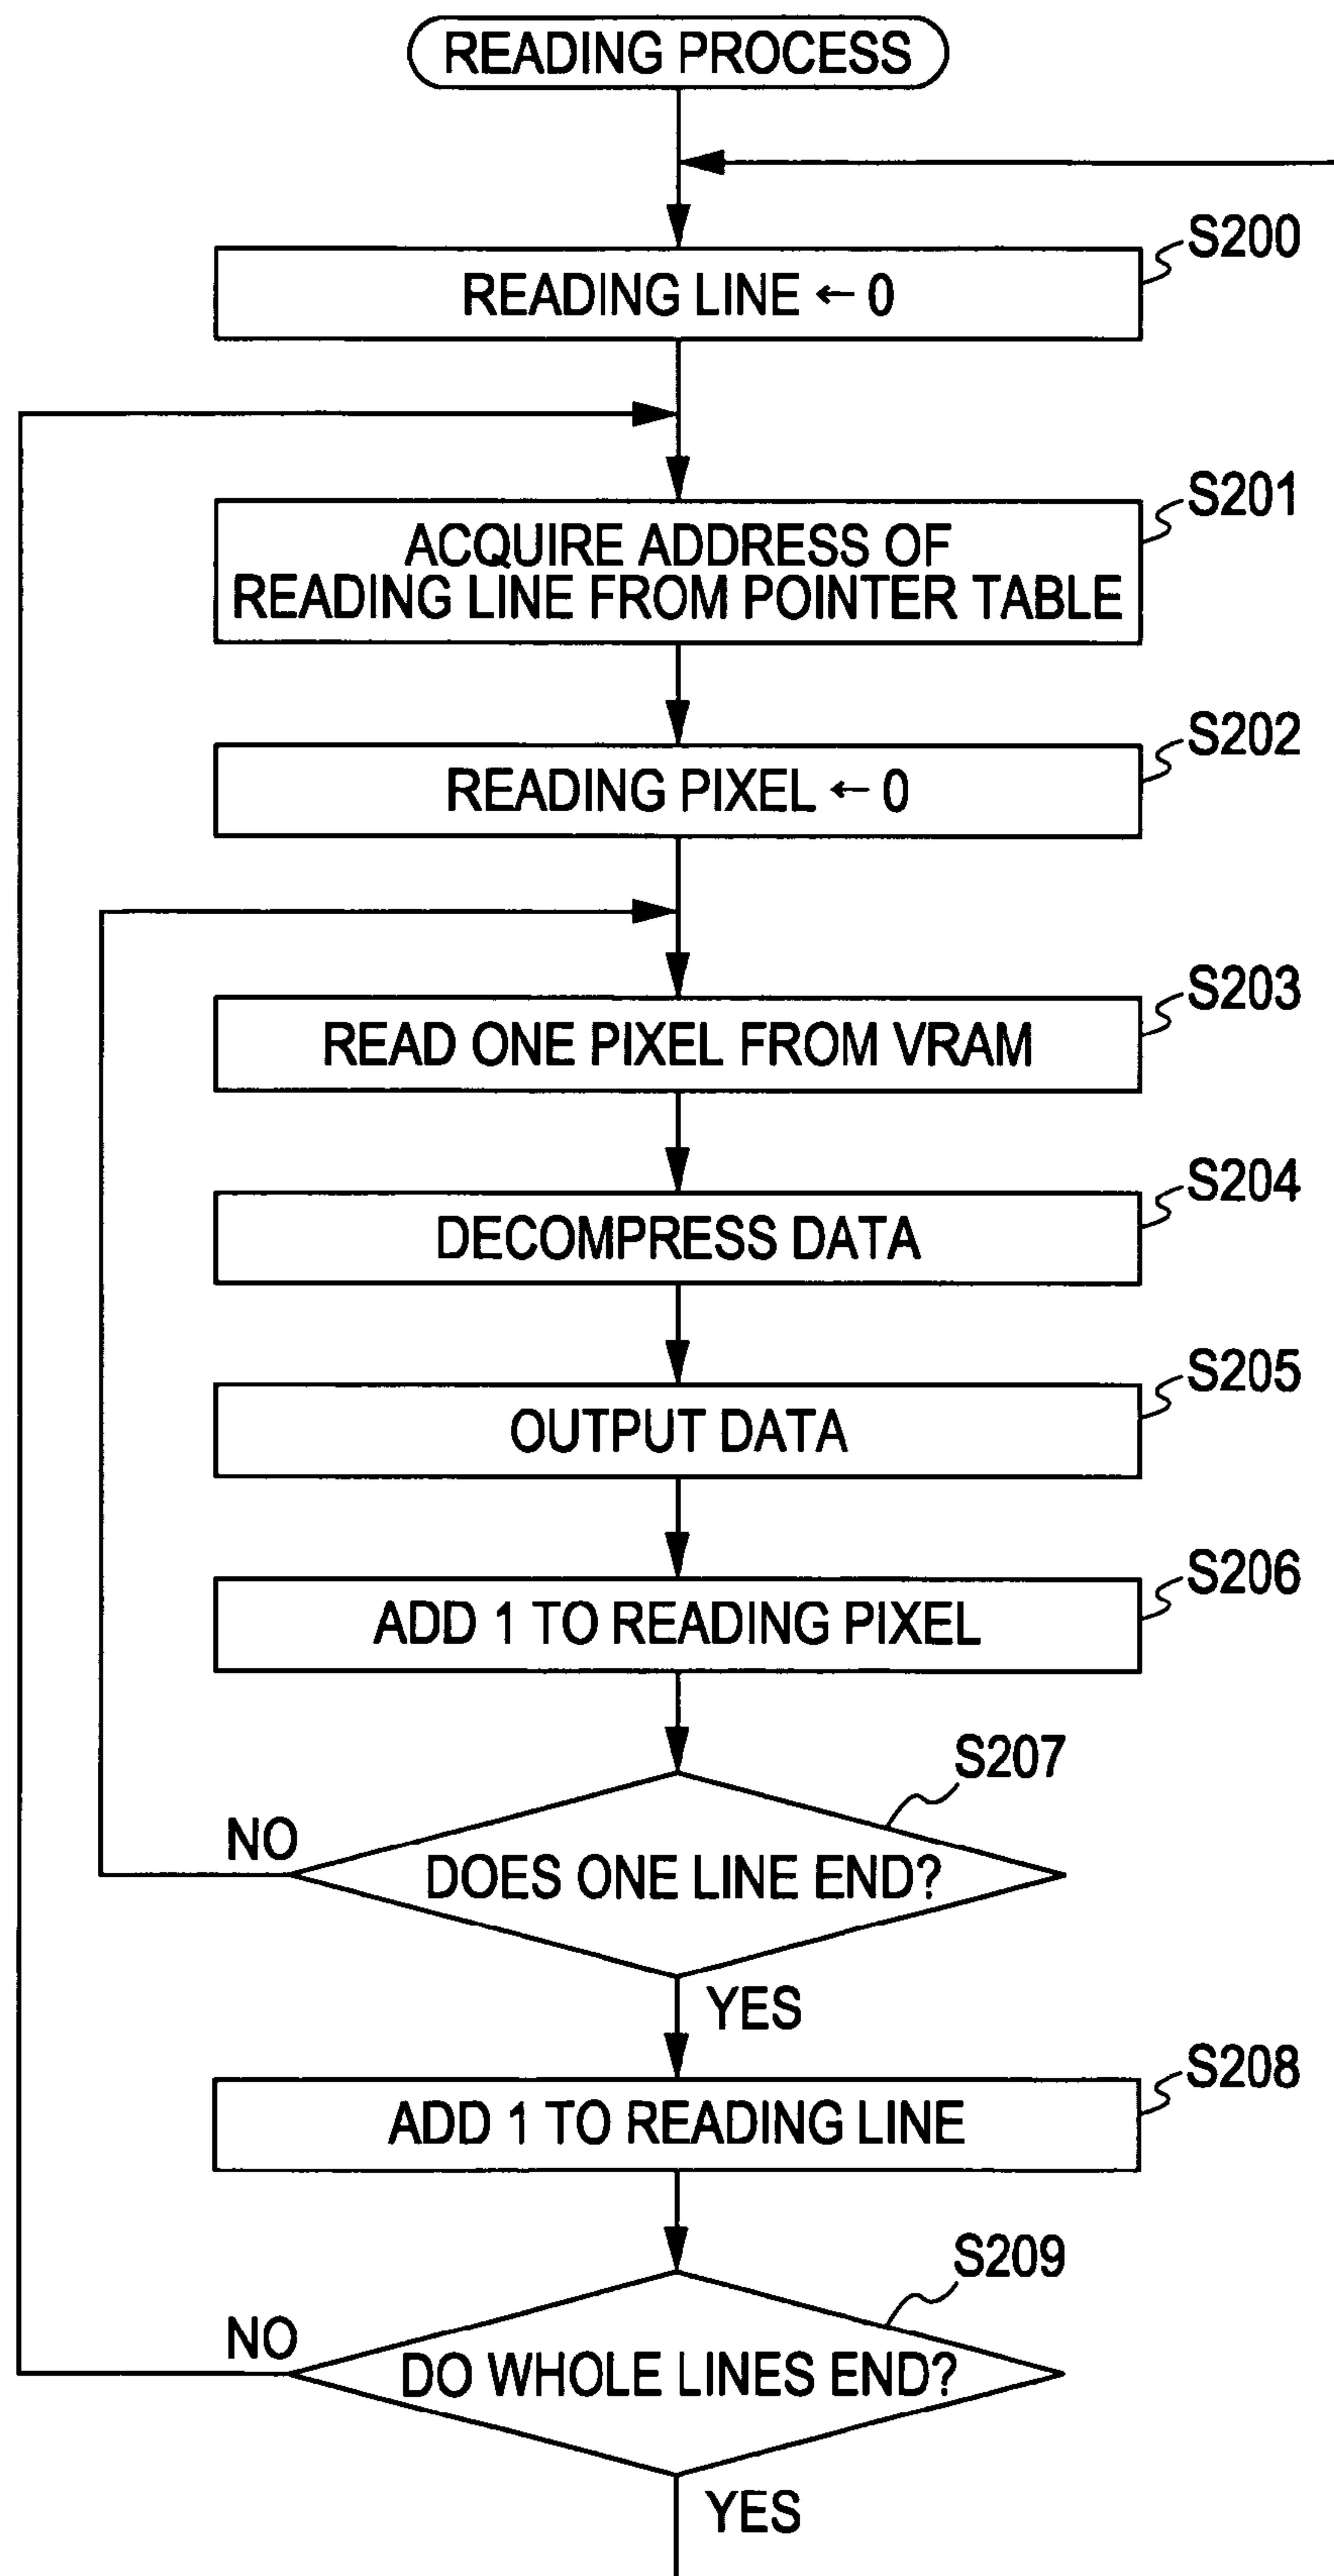 READING PROCESS
S200
READING LINE ← 0
S201
ACQUIRE ADDRESS OF
READING LINE FROM POINTER TABLE
S202
READING PIXEL ← 0
S203
READ ONE PIXEL FROM VRAM
S204
DECOMPRESS DATA
S205
OUTPUT DATA
S206
ADD 1 TO READING PIXEL
S207
NO
DOES ONE LINE END?
YES
S208
ADD 1 TO READING LINE
S209
NO
DO WHOLE LINES END?
YES